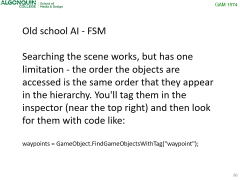 ALGONQUIN
COLLEGE
School of
Media & Design
GAM 1514
Old school AI - FSM
Searching the scene works, but has one
limitation - the order the objects are
accessed is the same order that they appear
in the hierarchy. You'll tag them in the
inspector (near the top right) and then look
for them with code like:
waypoints = GameObject.FindGameObjectsWithTag("waypoint");